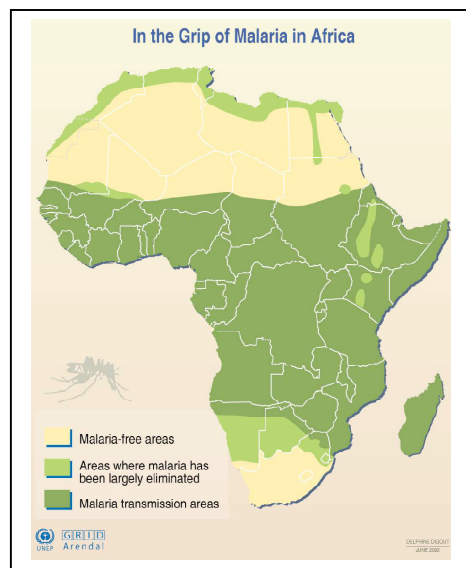 In the Grip of Malaria in Africa
Malaria-free areas
Areas where malaria has
been largely eliminated
Malaria transmission areas
UNEP
GRID
Arendal
DELPHINE DIGOUT
JUNE 2002